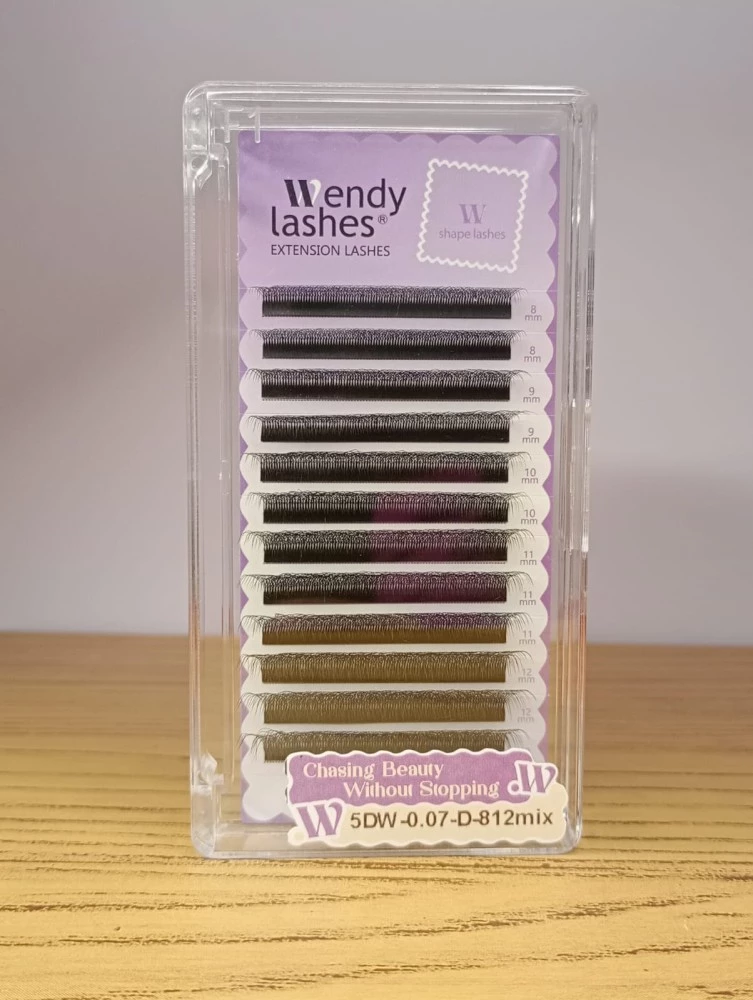 Wendy
lashes®
EXTENSION LASHES
W
shape lashes
8
mm
8
mm
9
mm
9
mm
10
mm
10
mm
11
mm
11
mm
11
mm
12
mm
12
mm
Chasing Beauty
Without Stopping W
W 5DW-0.07-D-812mix